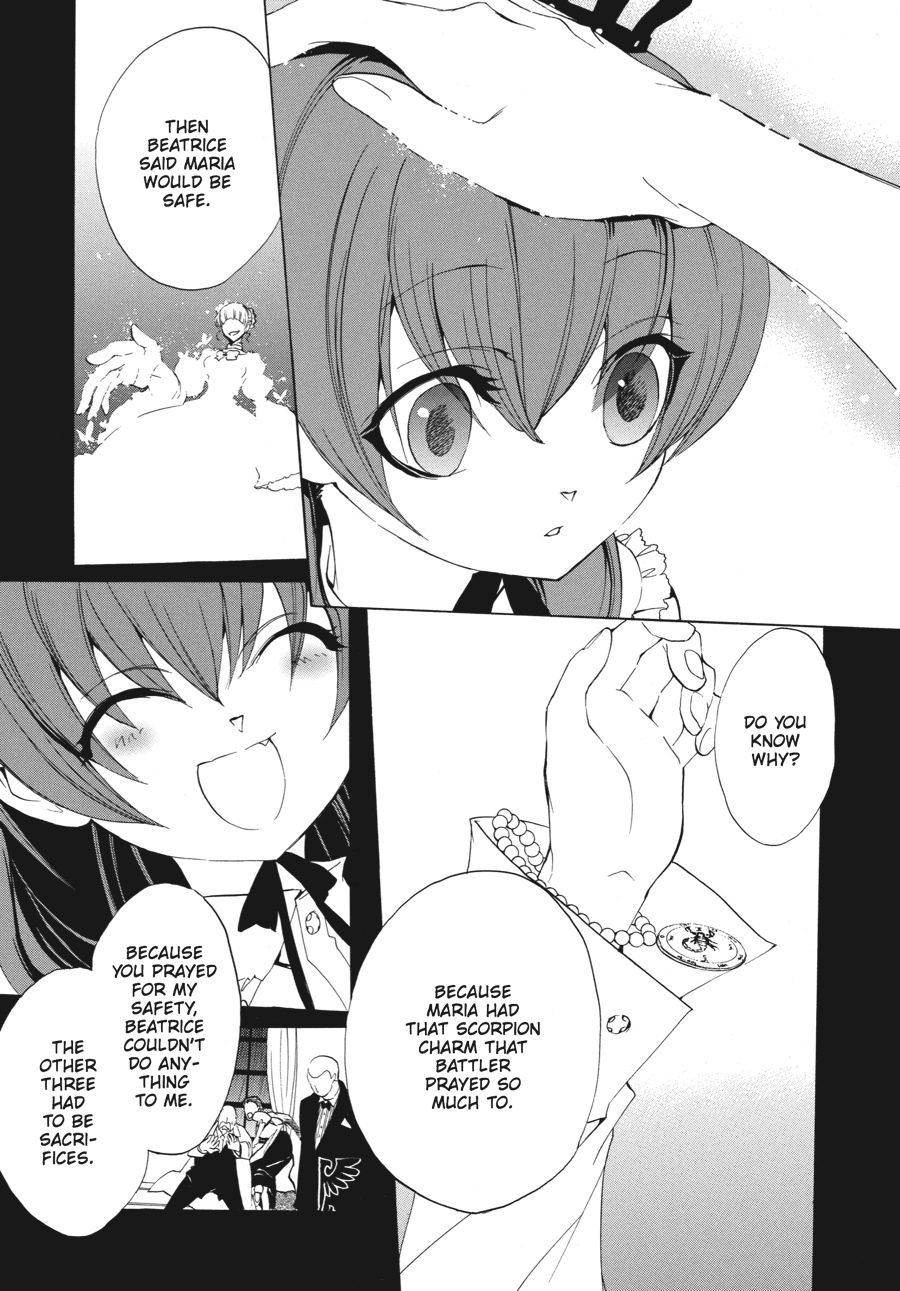 THEN
BEATRICE
SAID MARIA
WOULD BE
SAFE.
DO YOU
KNOW
WHY?
BECAUSE
MARIA HAD
THAT SCORPION
CHARM THAT
BATTLER
PRAYED SO
MUCH TO.
BECAUSE
YOU PRAYED
FOR MY
SAFETY,
BEATRICE
COULDN'T
DO ANY-
THING
TO ME.
THE
OTHER
THREE
HAD
TO BE
SACRI-
FICES.